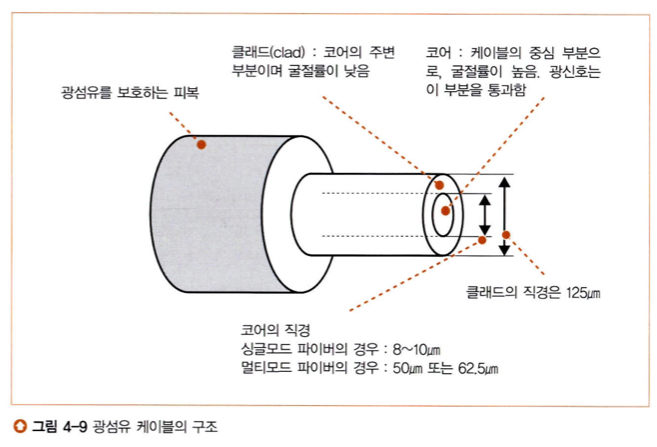 클래드(clad) : 코어의 주변
부분이며 굴절률이 낮음
코어 : 케이블의 중심 부분으
로, 굴절률이 높음. 광신호는
이 부분을 통과함
광섬유를 보호하는 피복
클래드의 직경은 125㎛
코어의 직경
싱글모드 파이버의 경우 : 8~10㎛
멀티모드 파이버의 경우 : 50㎛ 또는 62.5㎛
그림 4-9 광섬유 케이블의 구조